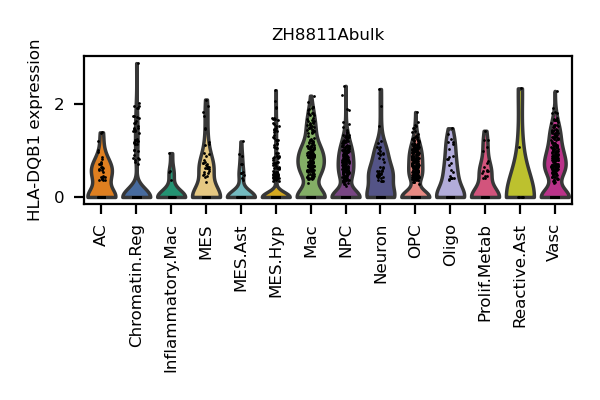 ZH8811Abulk
HLA-DQB1 expression
2
0
AC
Chromatin.Reg
Inflammatory.Mac
MES
MES.Ast
MES.Hyp
Mac
NPC
Neuron
OPC
Oligo
Prolif.Metab
Reactive.Ast
Vasc